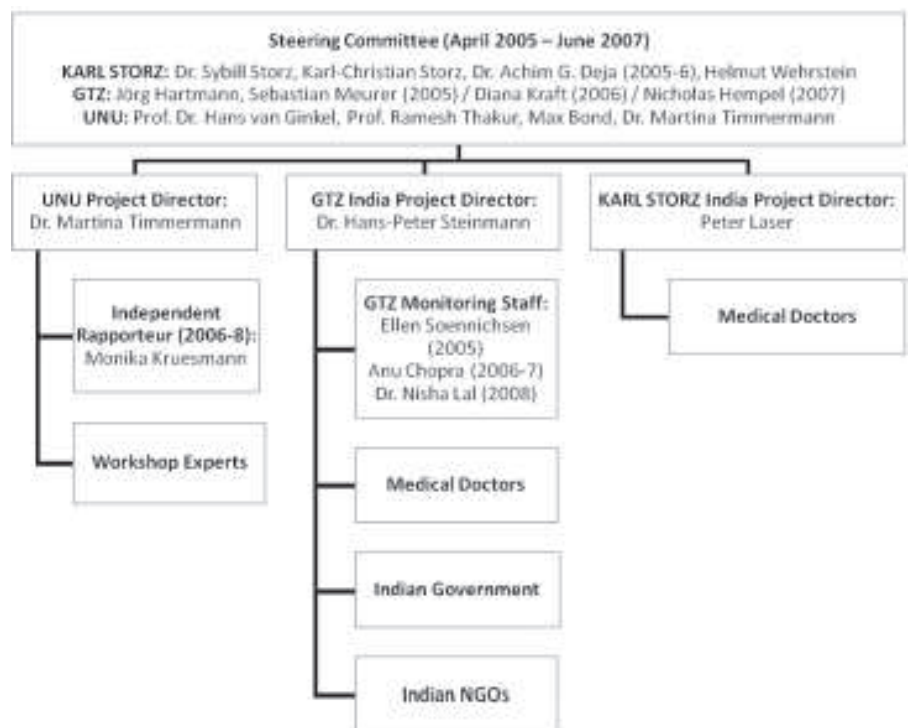 Steering Committee (April 2005 – June 2007)
KARL STORZ: Dr. Sybill Storz, Karl-Christian Storz, Dr. Achim G. Deja (2005-6), Helmut Wehrstein
GTZ: Jörg Hartmann, Sebastian Meurer (2005) / Diana Kraft (2006) / Nicholas Hempel (2007)
UNU: Prof. Dr. Hans van Ginkel, Prof. Ramesh Thakur, Max Bond, Dr. Martina Timmermann
UNU Project Director:
Dr. Martina Timmermann
GTZ India Project Director:
Dr. Hans-Peter Steinmann
KARL STORZ India Project Director:
Peter Laser
Independent
Rapporteur (2006-8):
Monika Kruesmann
Workshop Experts
GTZ Monitoring Staff:
Ellen Soennichsen
(2005)
Anu Chopra (2006-7)
Dr. Nisha Lal (2008)
Medical Doctors
Indian Government
Indian NGOs
Medical Doctors